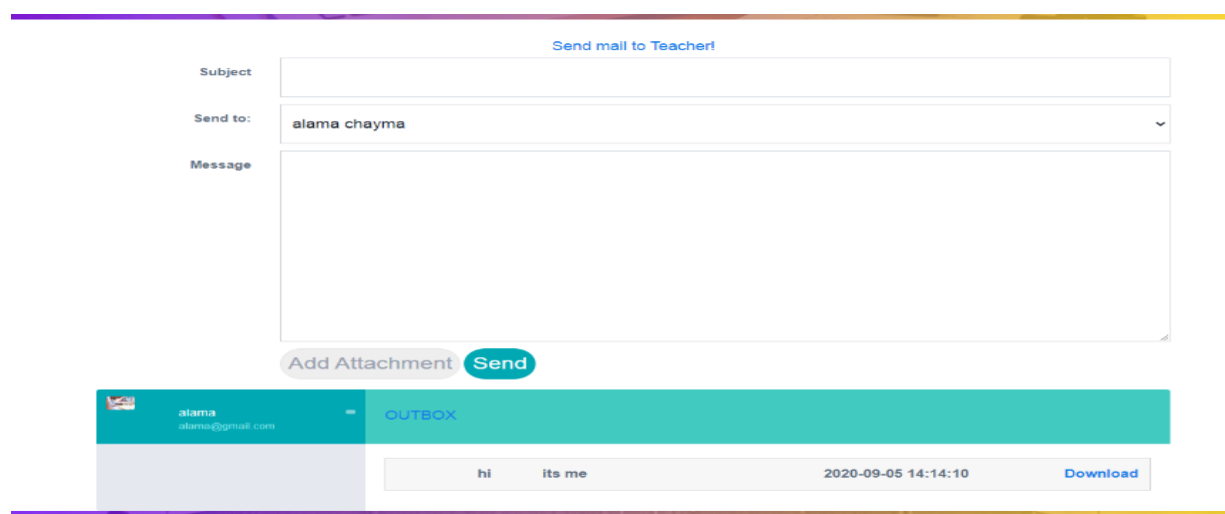 Send mail to Teacher!
Subject
Send to:
alama chayma
Message
Add Attachment Send
alama
alama@gmail.com
OUTBOX
hi its me 2020-09-05 14:14:10 Download